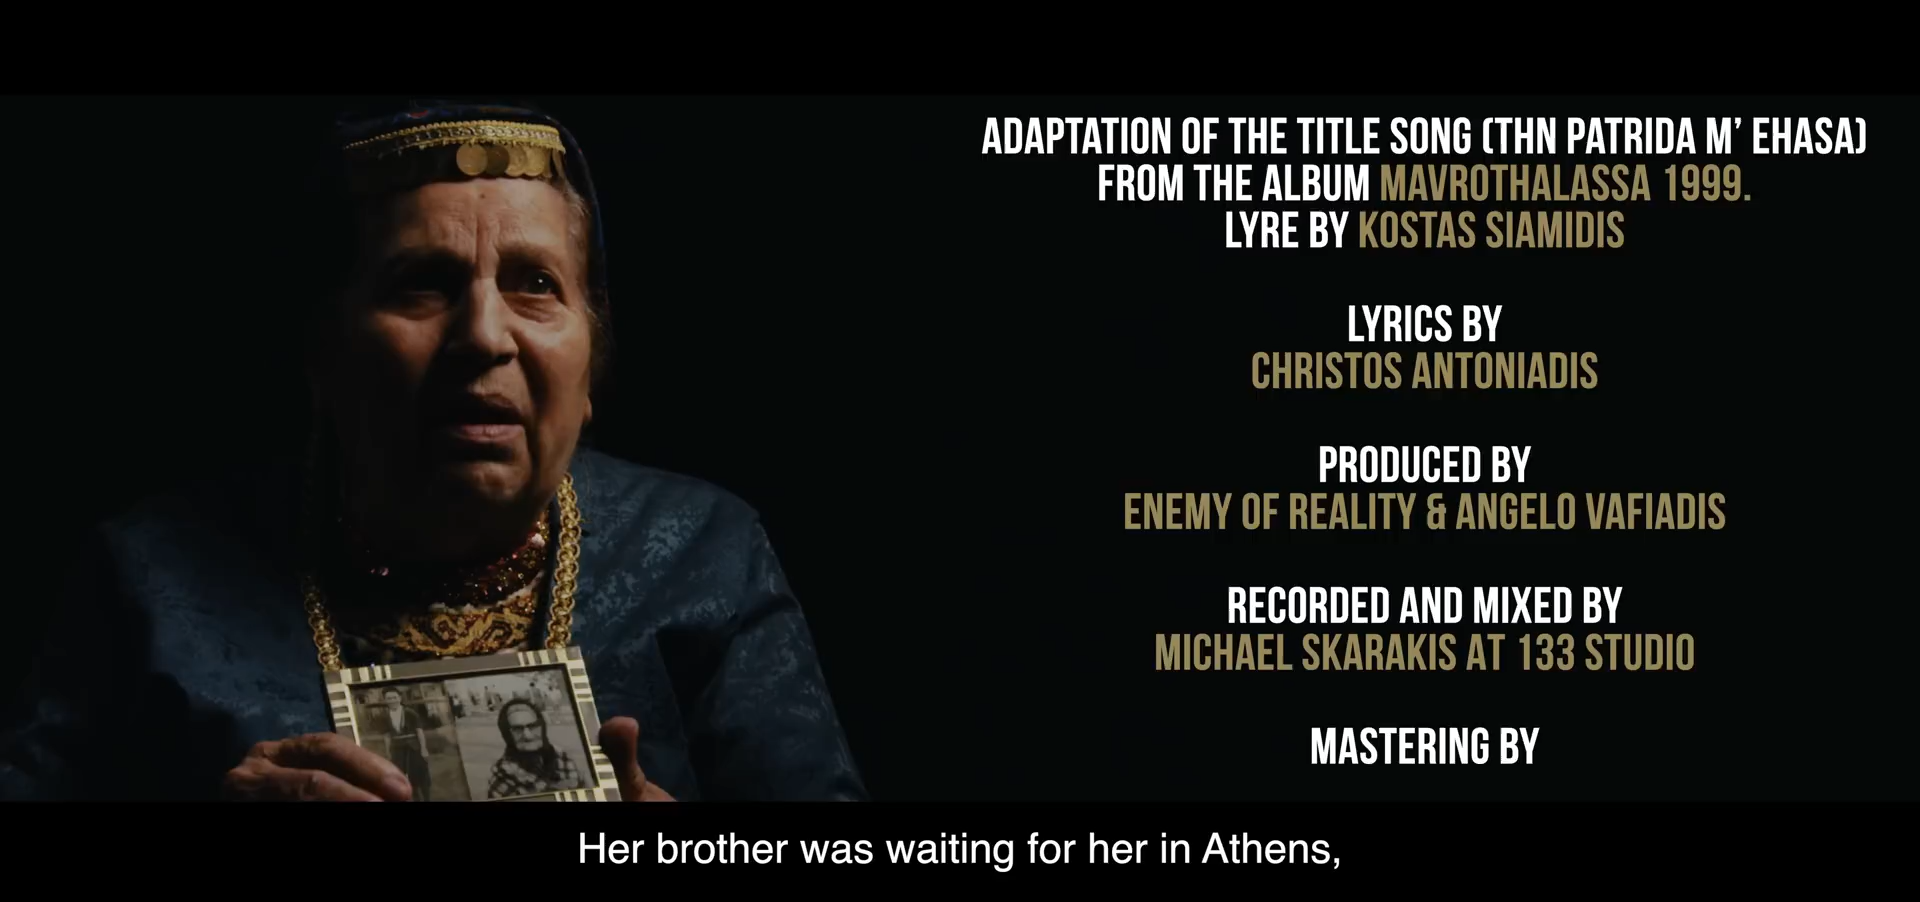 ADAPTATION OF THE TITLE SONG (THN PATRIDA M’ EHASA)
FROM THE ALBUM MAVROTHALASSA 1999.
LYRE BY KOSTAS SIAMIDIS
LYRICS BY
CHRISTOS ANTONIADIS
PRODUCED BY
ENEMY OF REALITY & ANGELO VAFIADIS
RECORDED AND MIXED BY
MICHAEL SKARAKIS AT 133 STUDIO
MASTERING BY
Her brother was waiting for her in Athens,